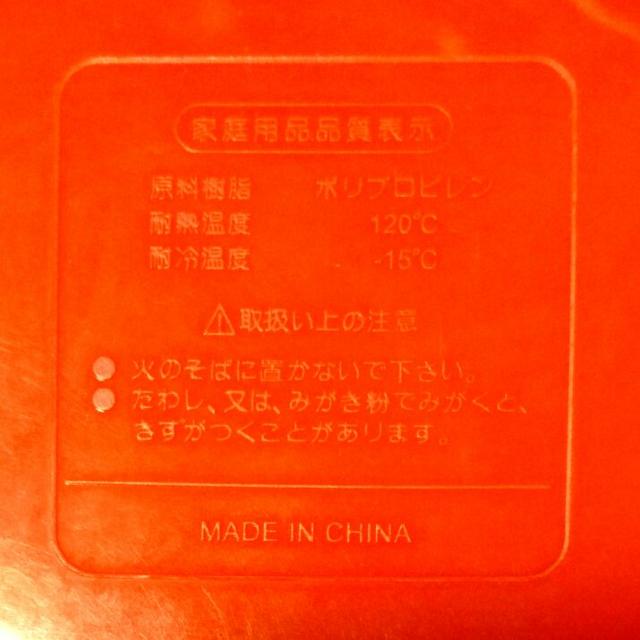 家庭用品品質表示
原料樹脂 ポリプロピレン
耐熱温度 120℃
耐冷温度 -15℃
⚠取扱い上の注意
● 火のそばに置かないで下さい。
● たわし、又は、みがき粉でみがくと、
きずがつくことがあります。
MADE IN CHINA